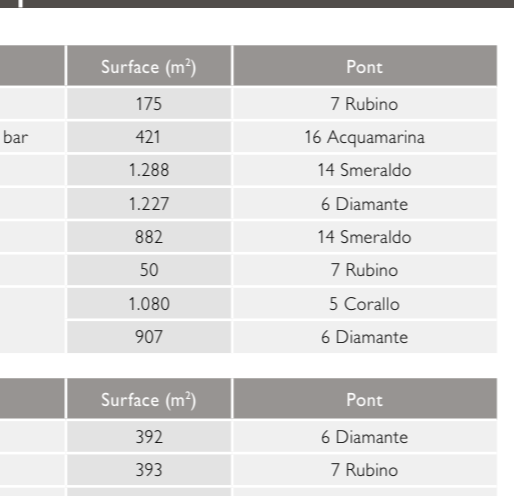 Surface (m²) Pont
175 7 Rubino
bar 421 16 Acquamarina
1.288 14 Smeraldo
1.227 6 Diamante
882 14 Smeraldo
50 7 Rubino
1.080 5 Corallo
907 6 Diamante
Surface (m²) Pont
392 6 Diamante
393 7 Rubino